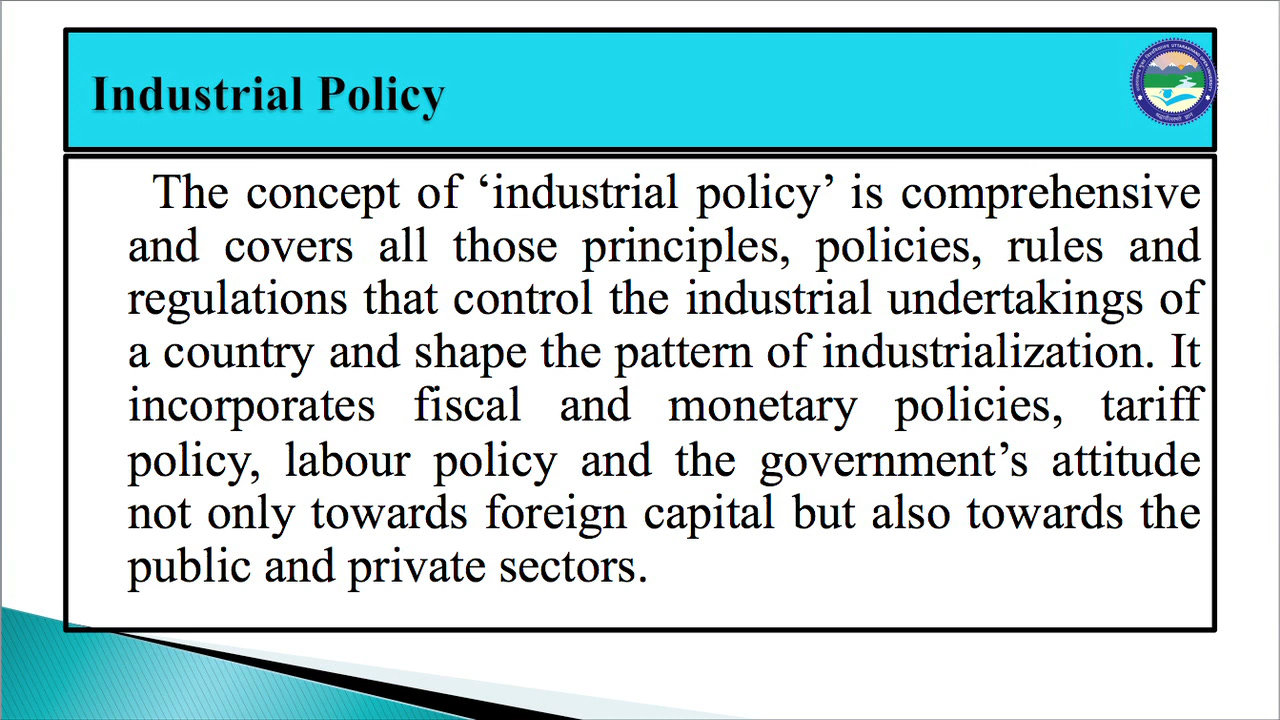 Industrial Policy
The concept of ‘industrial policy’ is comprehensive
and covers all those principles, policies, rules and
regulations that control the industrial undertakings of
a country and shape the pattern of industrialization. It
incorporates fiscal and monetary policies, tariff
policy, labour policy and the government’s attitude
not only towards foreign capital but also towards the
public and private sectors.